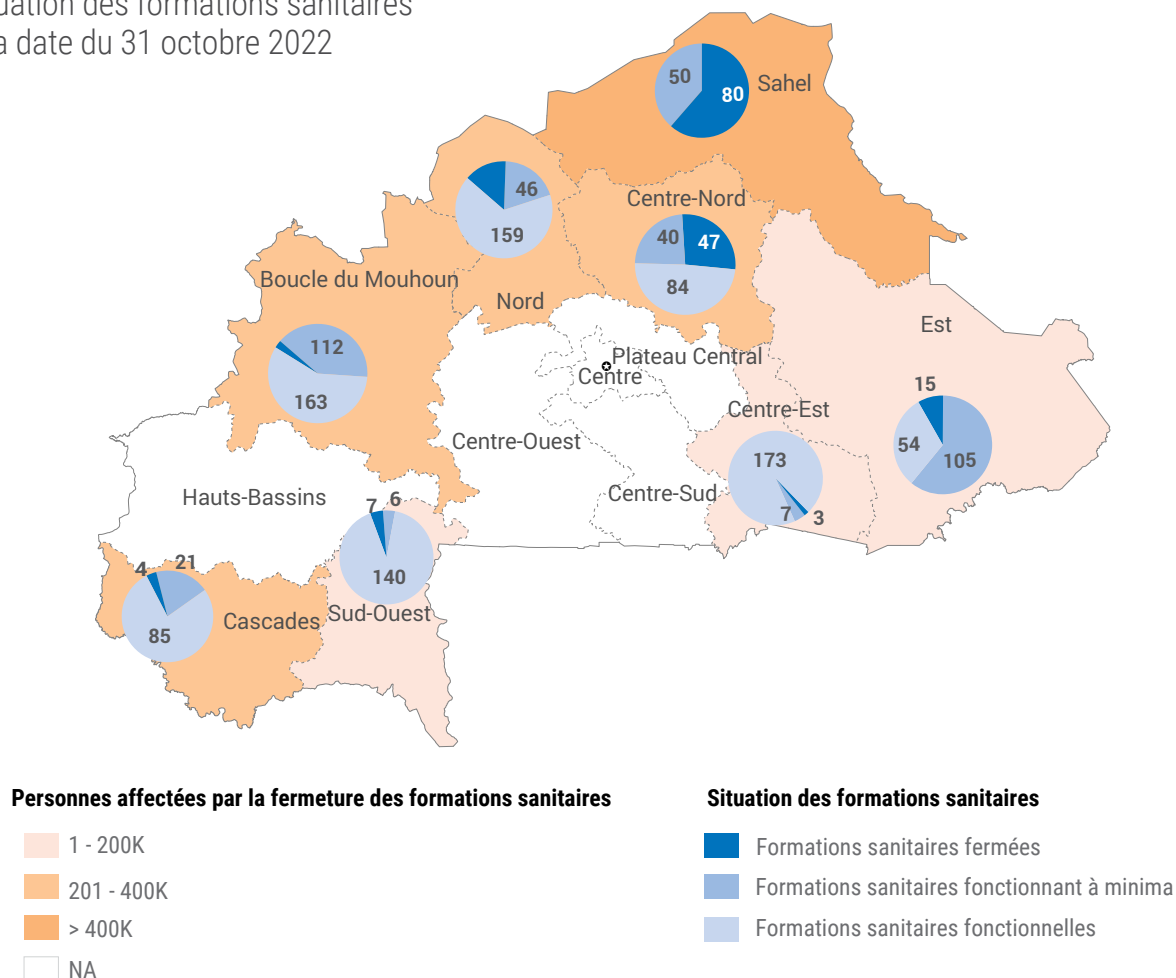 uation des formations sanitaires
a date du 31 octobre 2022
50
80
Sahel
46
159
Centre-Nord
40
47
84
Boucle du Mouhoun
Nord
112
163
Est
Plateau Central
Centre
15
54
105
Centre-Est
173
7
3
Centre-Ouest
Centre-Sud
Hauts-Bassins
7
6
140
Sud-Ouest
4
21
85
Cascades
Personnes affectées par la fermeture des formations sanitaires
1 - 200K
201 - 400K
> 400K
NA
Situation des formations sanitaires
Formations sanitaires fermées
Formations sanitaires fonctionnant à minima
Formations sanitaires fonctionnelles